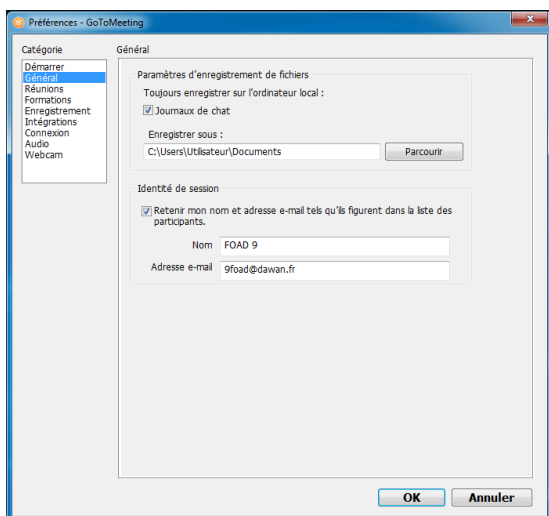 Préférences - GoToMeeting
Catégorie
Démarrer
Général
Réunions
Formations
Enregistrement
Intégrations
Connexion
Audio
Webcam
Général
Paramètres d'enregistrement de fichiers
Toujours enregistrer sur l'ordinateur local :
Journaux de chat
Enregistrer sous :
C:\Users\Utilisateur\Documents
Parcourir
Identité de session
Retenir mon nom et adresse e-mail tels qu'ils figurent dans la liste des
participants.
Nom FOAD 9
Adresse e-mail 9foad@dawan.fr
OK Annuler